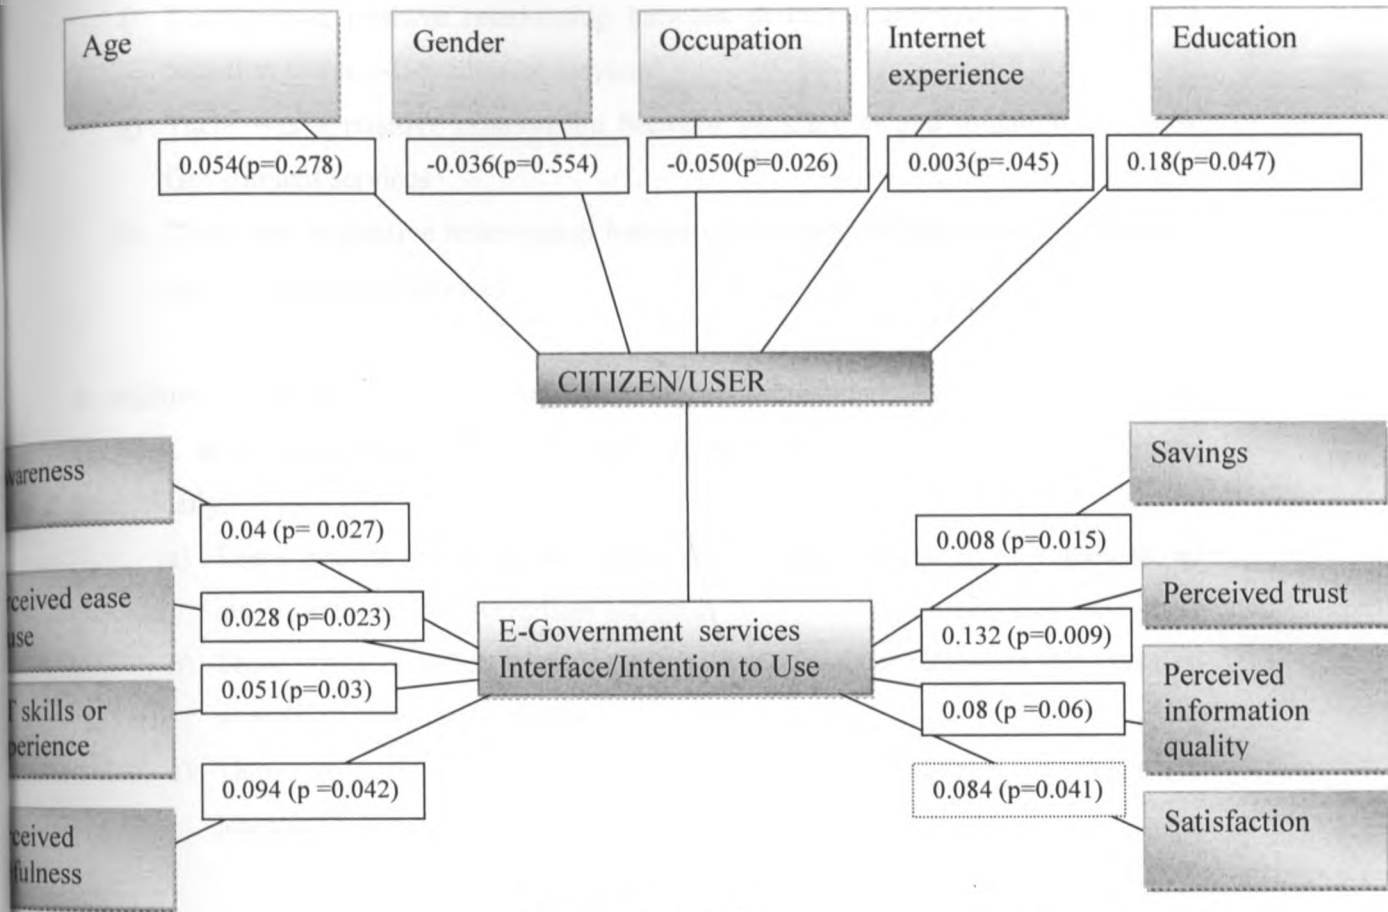 Age
Gender
Occupation
Internet
experience
Education
0.054(p=0.278)
-0.036(p=0.554)
-0.050(p=0.026)
0.003(p=.045)
0.18(p=0.047)
CITIZEN/USER
wareness
Savings
0.04 (p= 0.027)
0.008 (p=0.015)
rceived ease
use
0.028 (p=0.023)
E-Government services
Interface/Intention to Use
0.132 (p=0.009)
Perceived trust
0.051(p=0.03)
skills or
perience
0.08 (p =0.06)
Perceived
information
quality
0.094 (p =0.042)
0.084 (p=0.041)
rceived
fulness
Satisfaction